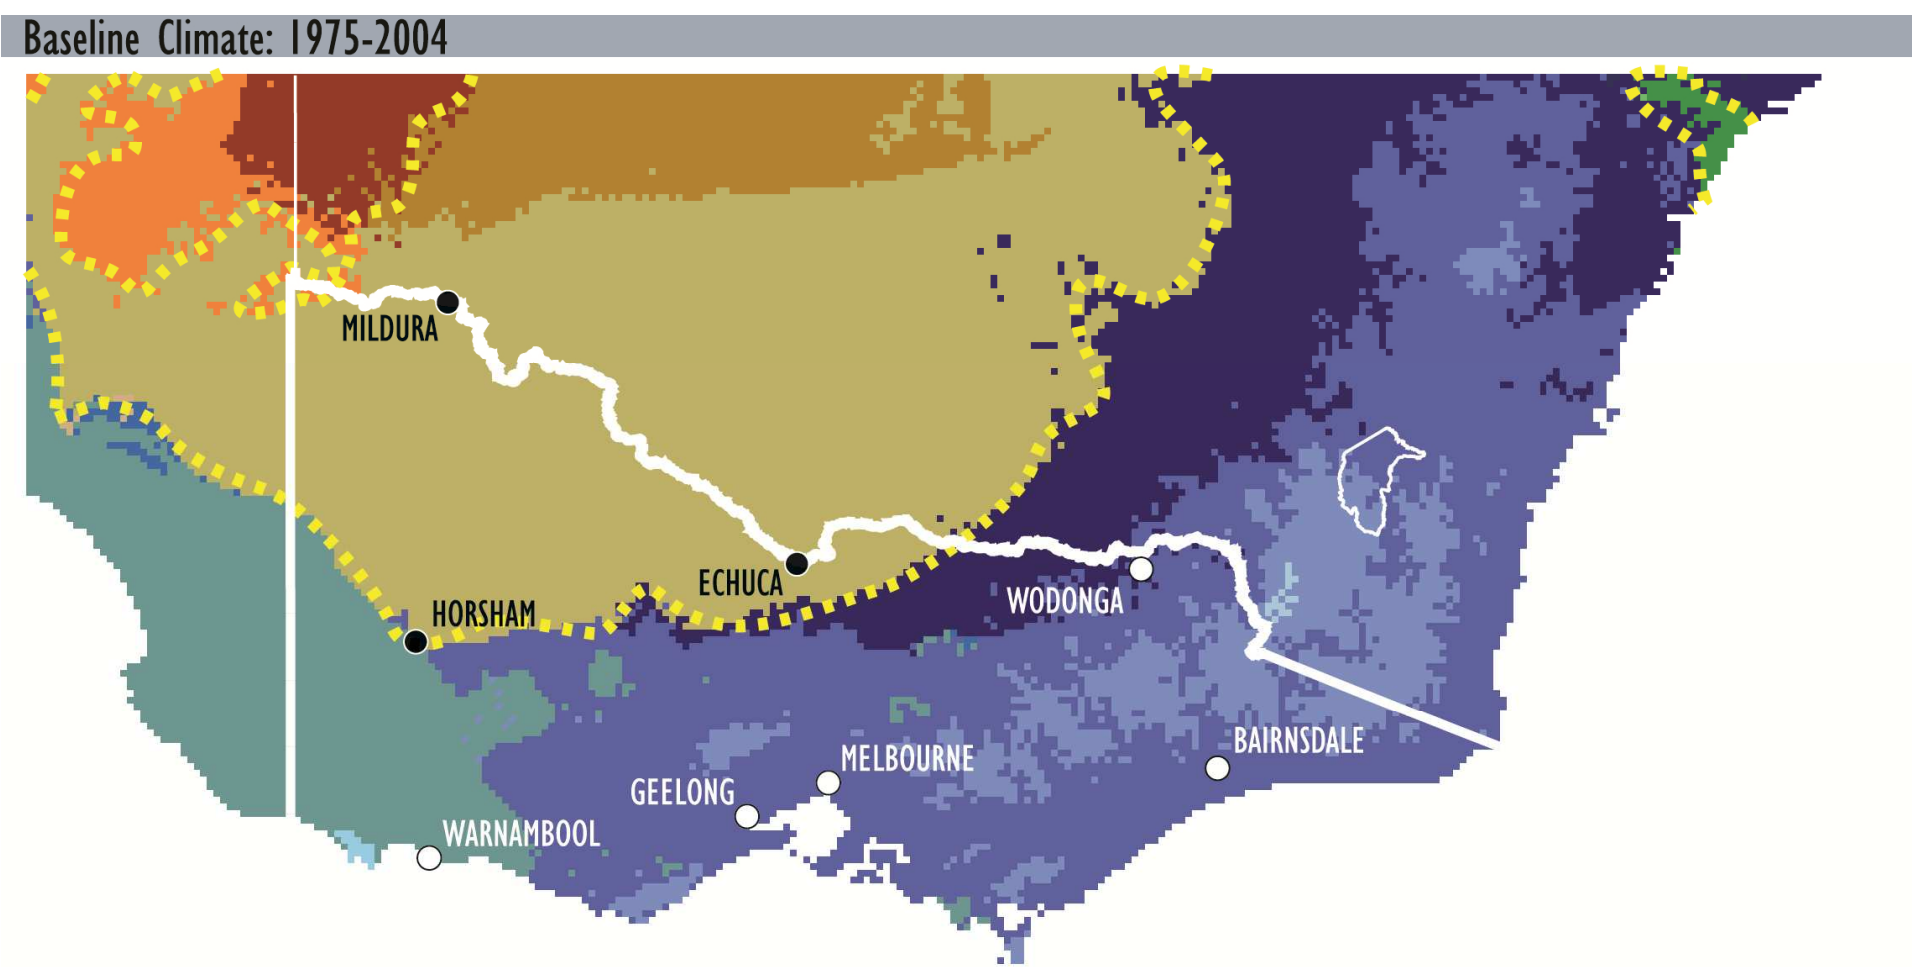 Baseline Climate: 1975-2004
MILDURA
ECHUCA
HORSHAM
WODONGA
BAIRNSDALE
MELBOURNE
GEELONG
WARNAMBOOL